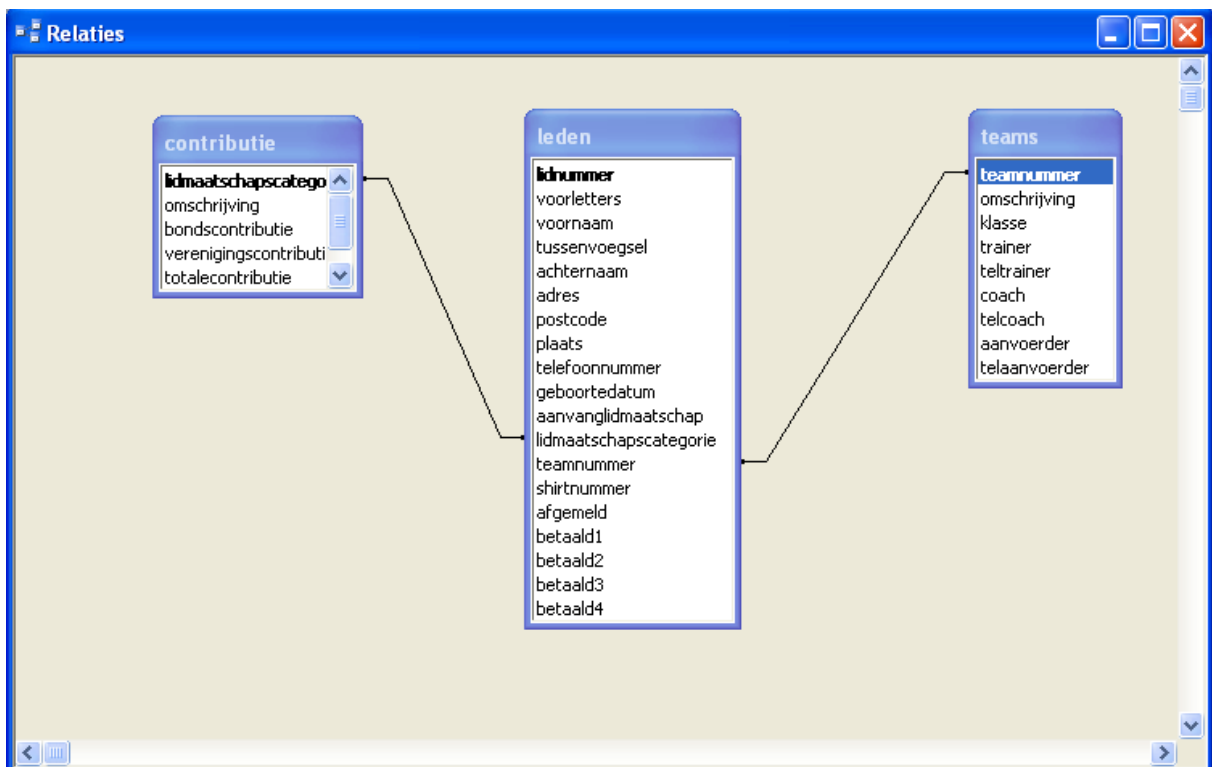 Relaties
contributie
lidmaatschapscatego
omschrijving
bondscontributie
verenigingscontributi
totalecontributie
leden
lidnummer
voorletters
voornaam
tussenvoegsel
achternaam
adres
postcode
plaats
telefoonnummer
geboortedatum
aanvanglidmaatschap
lidmaatschapscategorie
teamnummer
shirtnummer
afgemeld
betaald1
betaald2
betaald3
betaald4
teams
teamnummer
omschrijving
klasse
trainer
teltrainer
coach
telcoach
aanvoerder
telaanvoerder